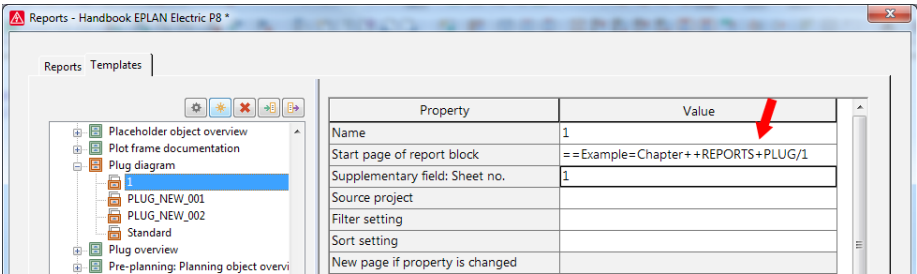 Reports - Handbook EPLAN Electric P8 *
Reports Templates
Placeholder object overview
Plot frame documentation
Plug diagram
1
PLUG_NEW_001
PLUG_NEW_002
Standard
Plug overview
Pre-planning: Planning object overvi
Property Value
Name 1
Start page of report block ==Example=Chapter++REPORTS+PLUG/1
Supplementary field: Sheet no. 1
Source project
Filter setting
Sort setting
New page if property is changed